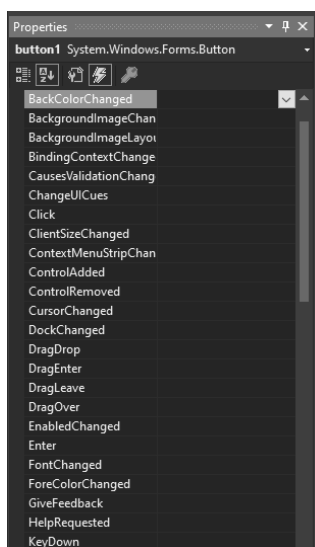 Properties
button1 System.Windows.Forms.Button
BackColorChanged
BackgroundImageChan
BackgroundImageLayou
BindingContextChange
CausesValidationChang
ChangeUICues
Click
ClientSizeChanged
ContextMenuStripChan
ControlAdded
ControlRemoved
CursorChanged
DockChanged
DragDrop
DragEnter
DragLeave
DragOver
EnabledChanged
Enter
FontChanged
ForeColorChanged
GiveFeedback
HelpRequested
KeyDown